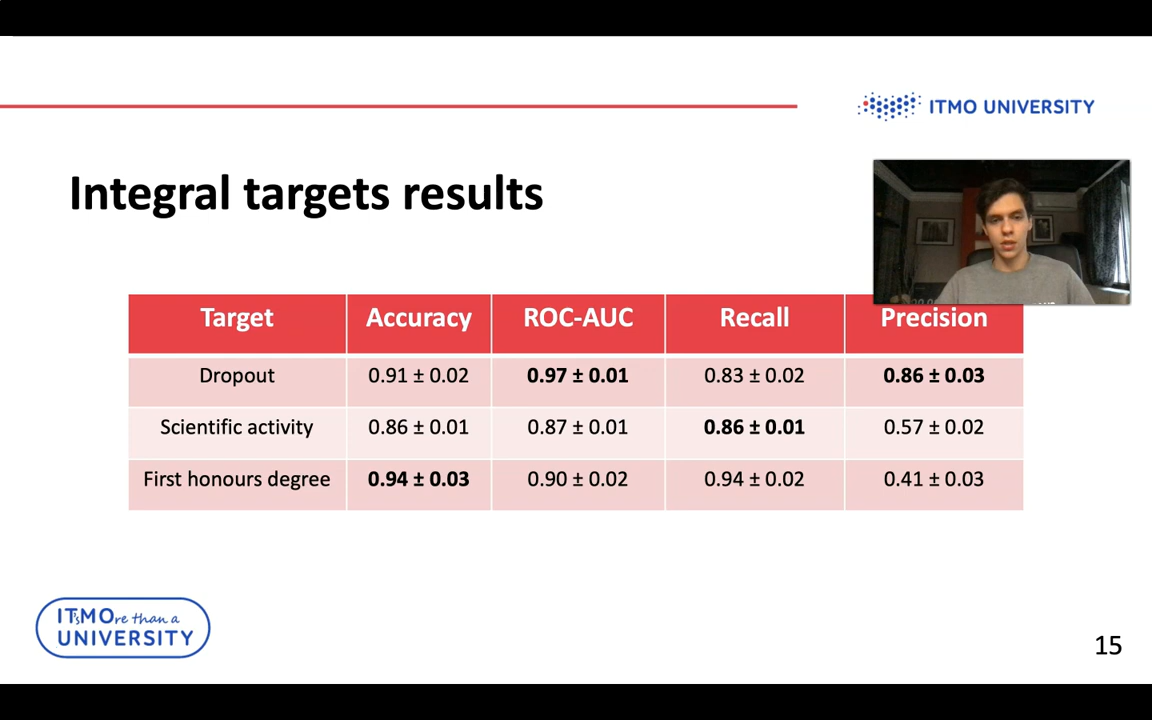 ITMO UNIVERSITY
Integral targets results
Target Accuracy ROC-AUC Recall Precision
Dropout 0.91 ± 0.02 0.97 ± 0.01 0.83 ± 0.02 0.86 ± 0.03
Scientific activity 0.86 ± 0.01 0.87 ± 0.01 0.86 ± 0.01 0.57 ± 0.02
First honours degree 0.94 ± 0.03 0.90 ± 0.02 0.94 ± 0.02 0.41 ± 0.03
IT'sMOre than a
UNIVERSITY
15